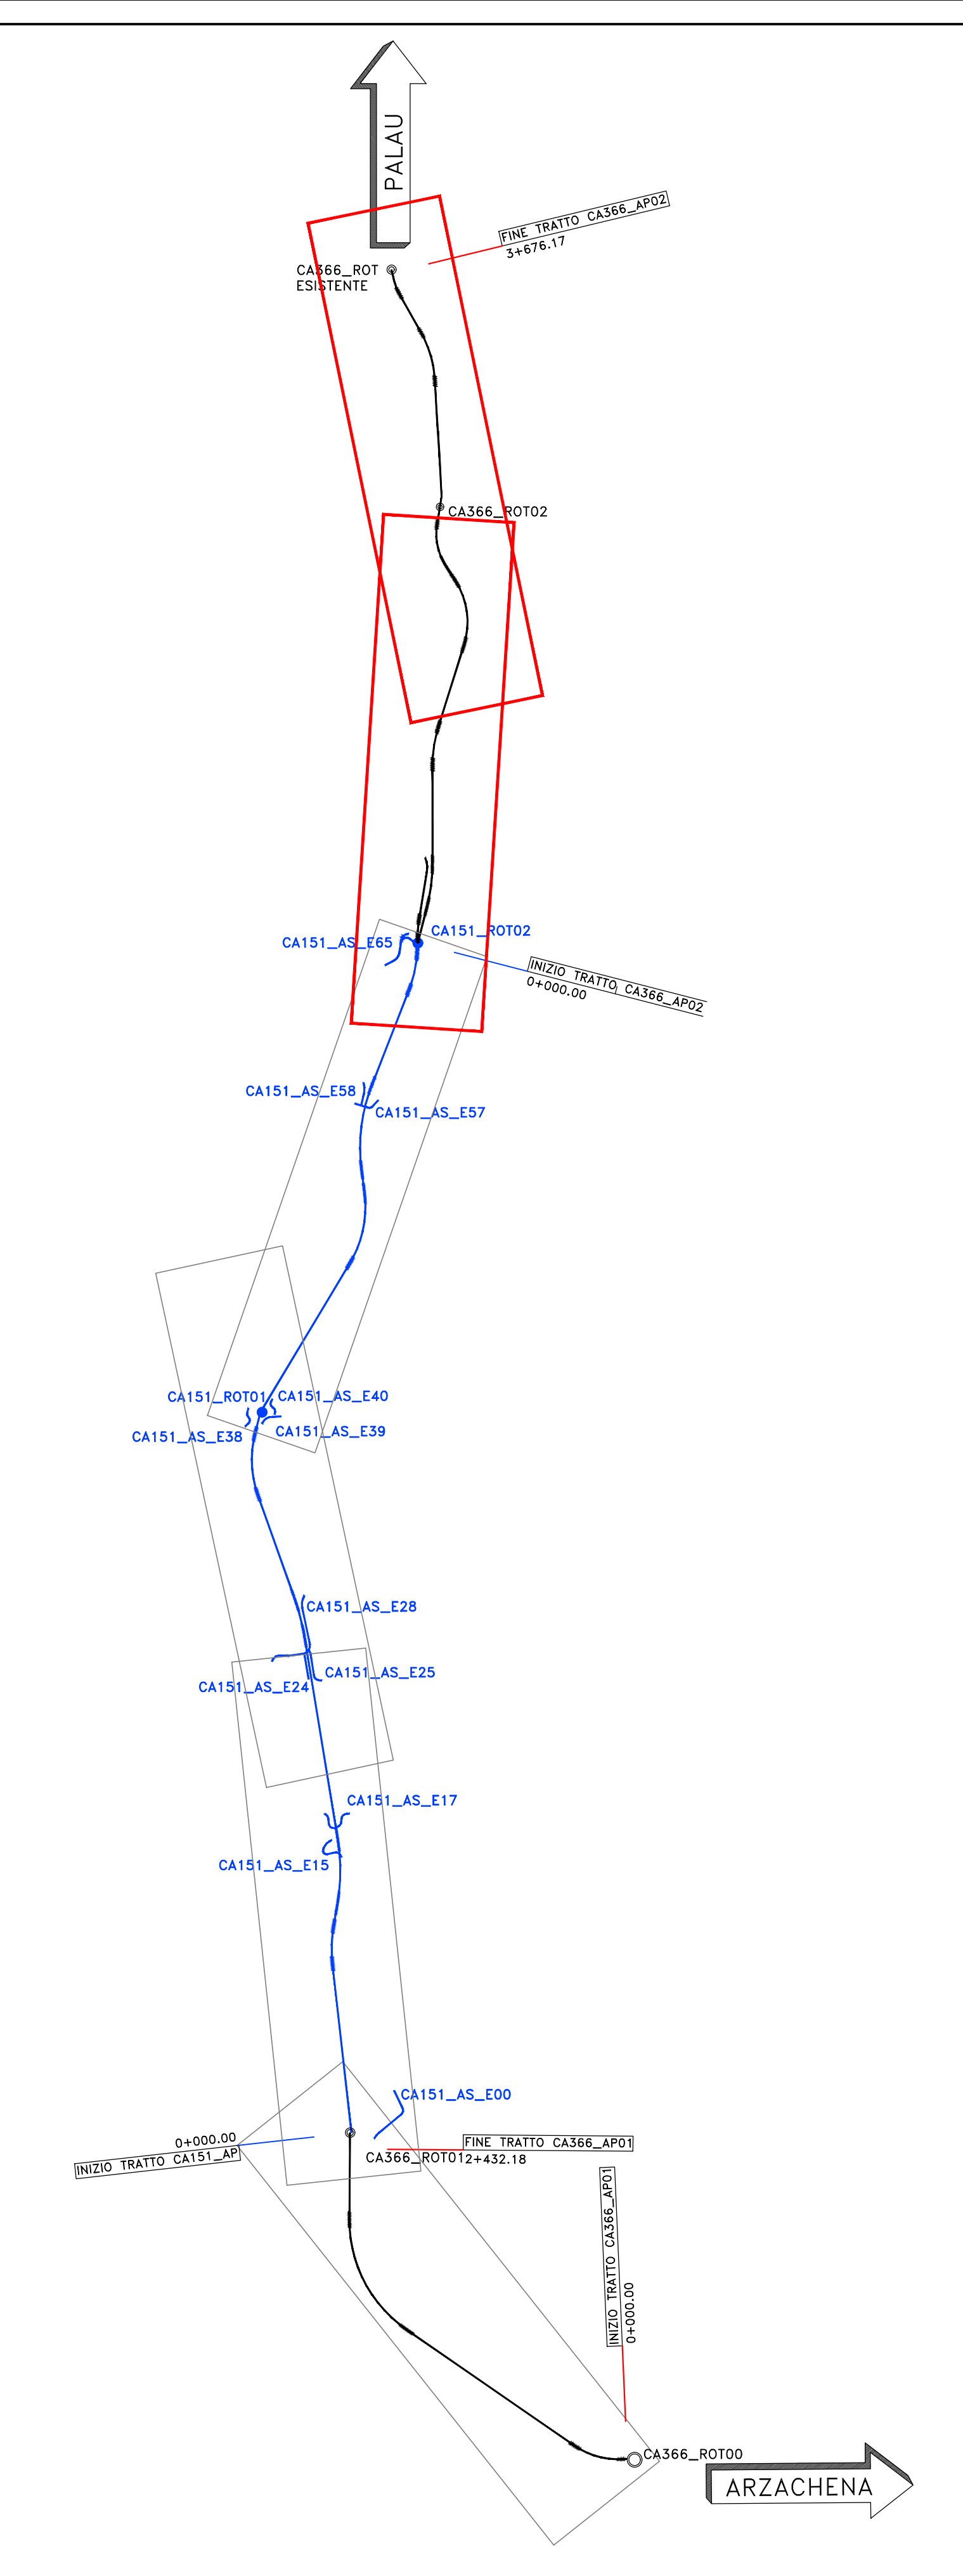 PALAU
FINE TRATTO CA366_AP02
3+676.17
CA366_ROT
ESISTENTE
CA366_ROT02
CA151_ROT02
CA151_AS_E65
INIZIO TRATTO CA366_AP02
0+000.00
CA151_AS_E58
CA151_AS_E57
CA151_ROT01
CA151_AS_E40
CA151_AS_E39
CA151_AS_E38
CA151_AS_E28
CA151_AS_E25
CA151_AS_E24
CA151_AS_E17
CA151_AS_E15
CA151_AS_E00
0+000.00
INIZIO TRATTO CA151_AP
FINE TRATTO CA366_AP01
CA366_ROT01
2+432.18
INIZIO TRATTO CA366_AP01
0+000.00
CA366_ROT00
ARZACHENA